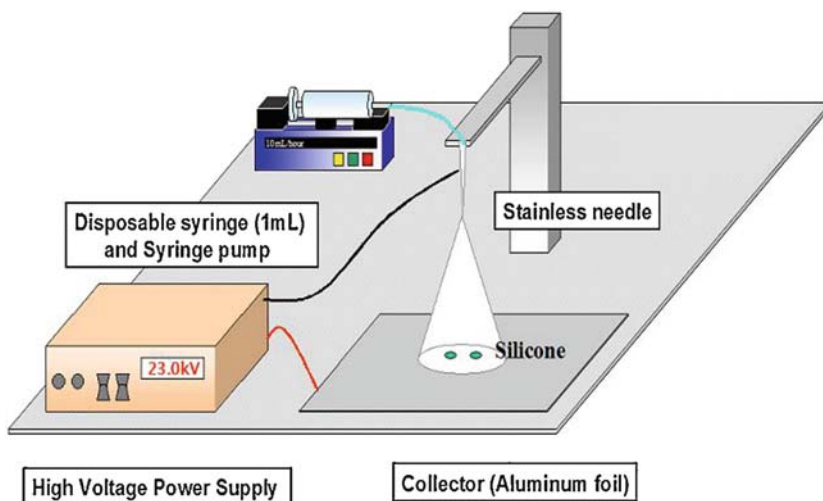 10mL/hour
Disposable syringe (1mL)
and Syringe pump
Stainless needle
23.0kV
Silicone
High Voltage Power Supply
Collector (Aluminum foil)